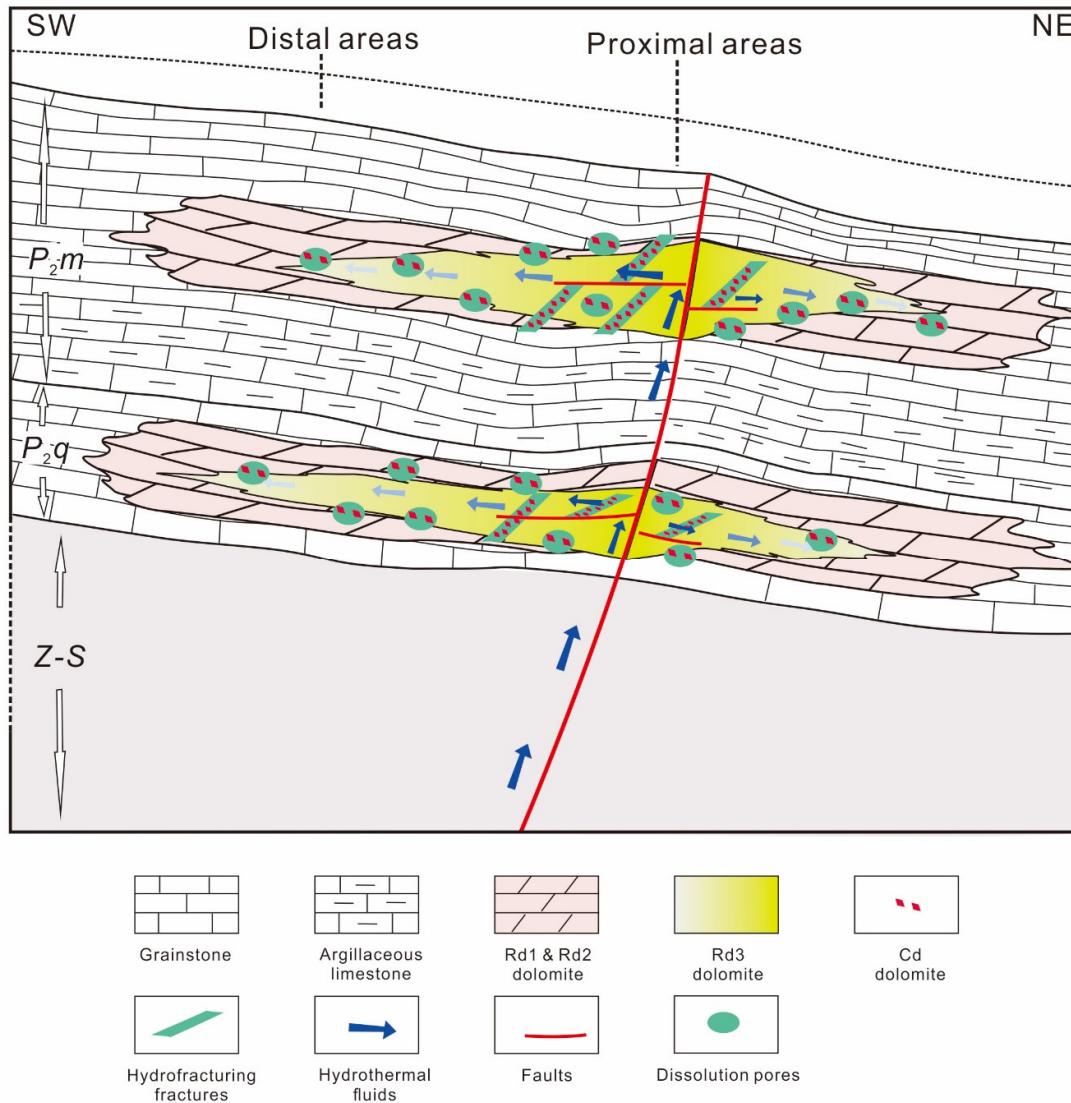 SW
NE
Distal areas
Proximal areas
P₂m
P₂q
Z-S
Grainstone
Argillaceous
limestone
Rd1 & Rd2
dolomite
Rd3
dolomite
Cd
dolomite
Hydrofracturing
fractures
Hydrothermal
fluids
Faults
Dissolution pores